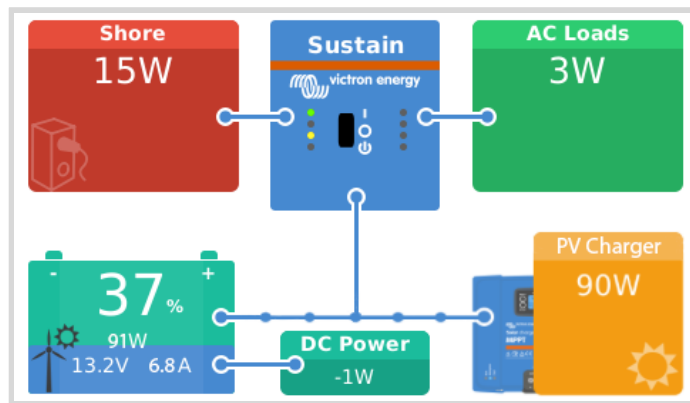 Shore
15W
Sustain
victron energy
I
AC Loads
3W
- +
37%
91W
13.2V 6.8A
DC Power
-1W
PV Charger
90W
MPPT